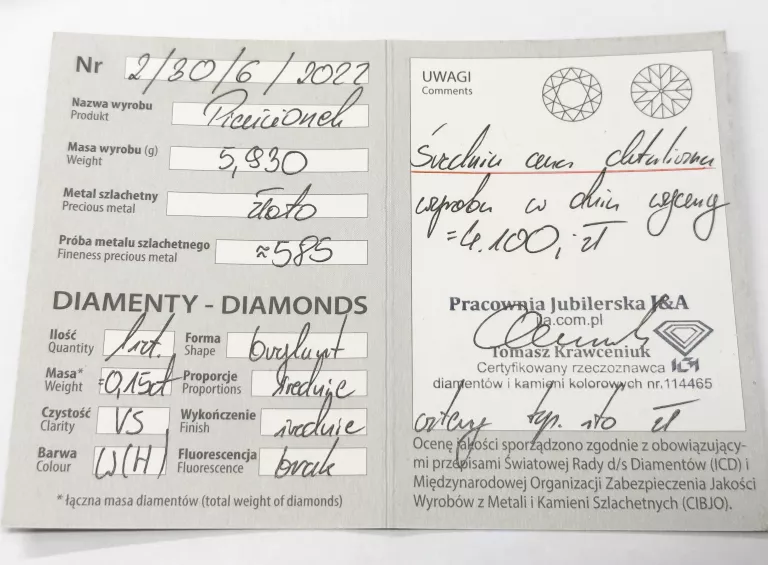 Nr 2/30/6/2022
Nazwa wyrobu
Produkt
Pierścionek
Masa wyrobu (g)
Weight
5,930
Metal szlachetny
Precious metal
złoto
Próba metalu szlachetnego
Fineness precious metal
≈585
DIAMENTY - DIAMONDS
Ilość
Quantity
1szt.
Forma
Shape
brylant
Masa*
Weight
≈0,15ct
Proporcje
Proportions
średnie
Czystość
Clarity
VS
Wykończenie
Finish
średnie
Barwa
Colour
W(H)
Fluorescencja
Fluorescence
brak
* łączna masa diamentów (total weight of diamonds)
UWAGI
Comments
Średnia cena detaliczna
wyrobu w dniu wyceny
=4.100,- zł
Pracownia Jubilerska I&A
Tomasz Krawceniuk
Certyfikowany rzeczoznawca
diamentów i kamieni kolorowych nr.114465
cztery tys. sto zł
Ocenę jakości sporządzono zgodnie z obowiązujący-
mi przepisami Światowej Rady d/s Diamentów (ICD) i
Międzynarodowej Organizacji Zabezpieczenia Jakości
Wyrobów z Metali i Kamieni Szlachetnych (CIBJO).